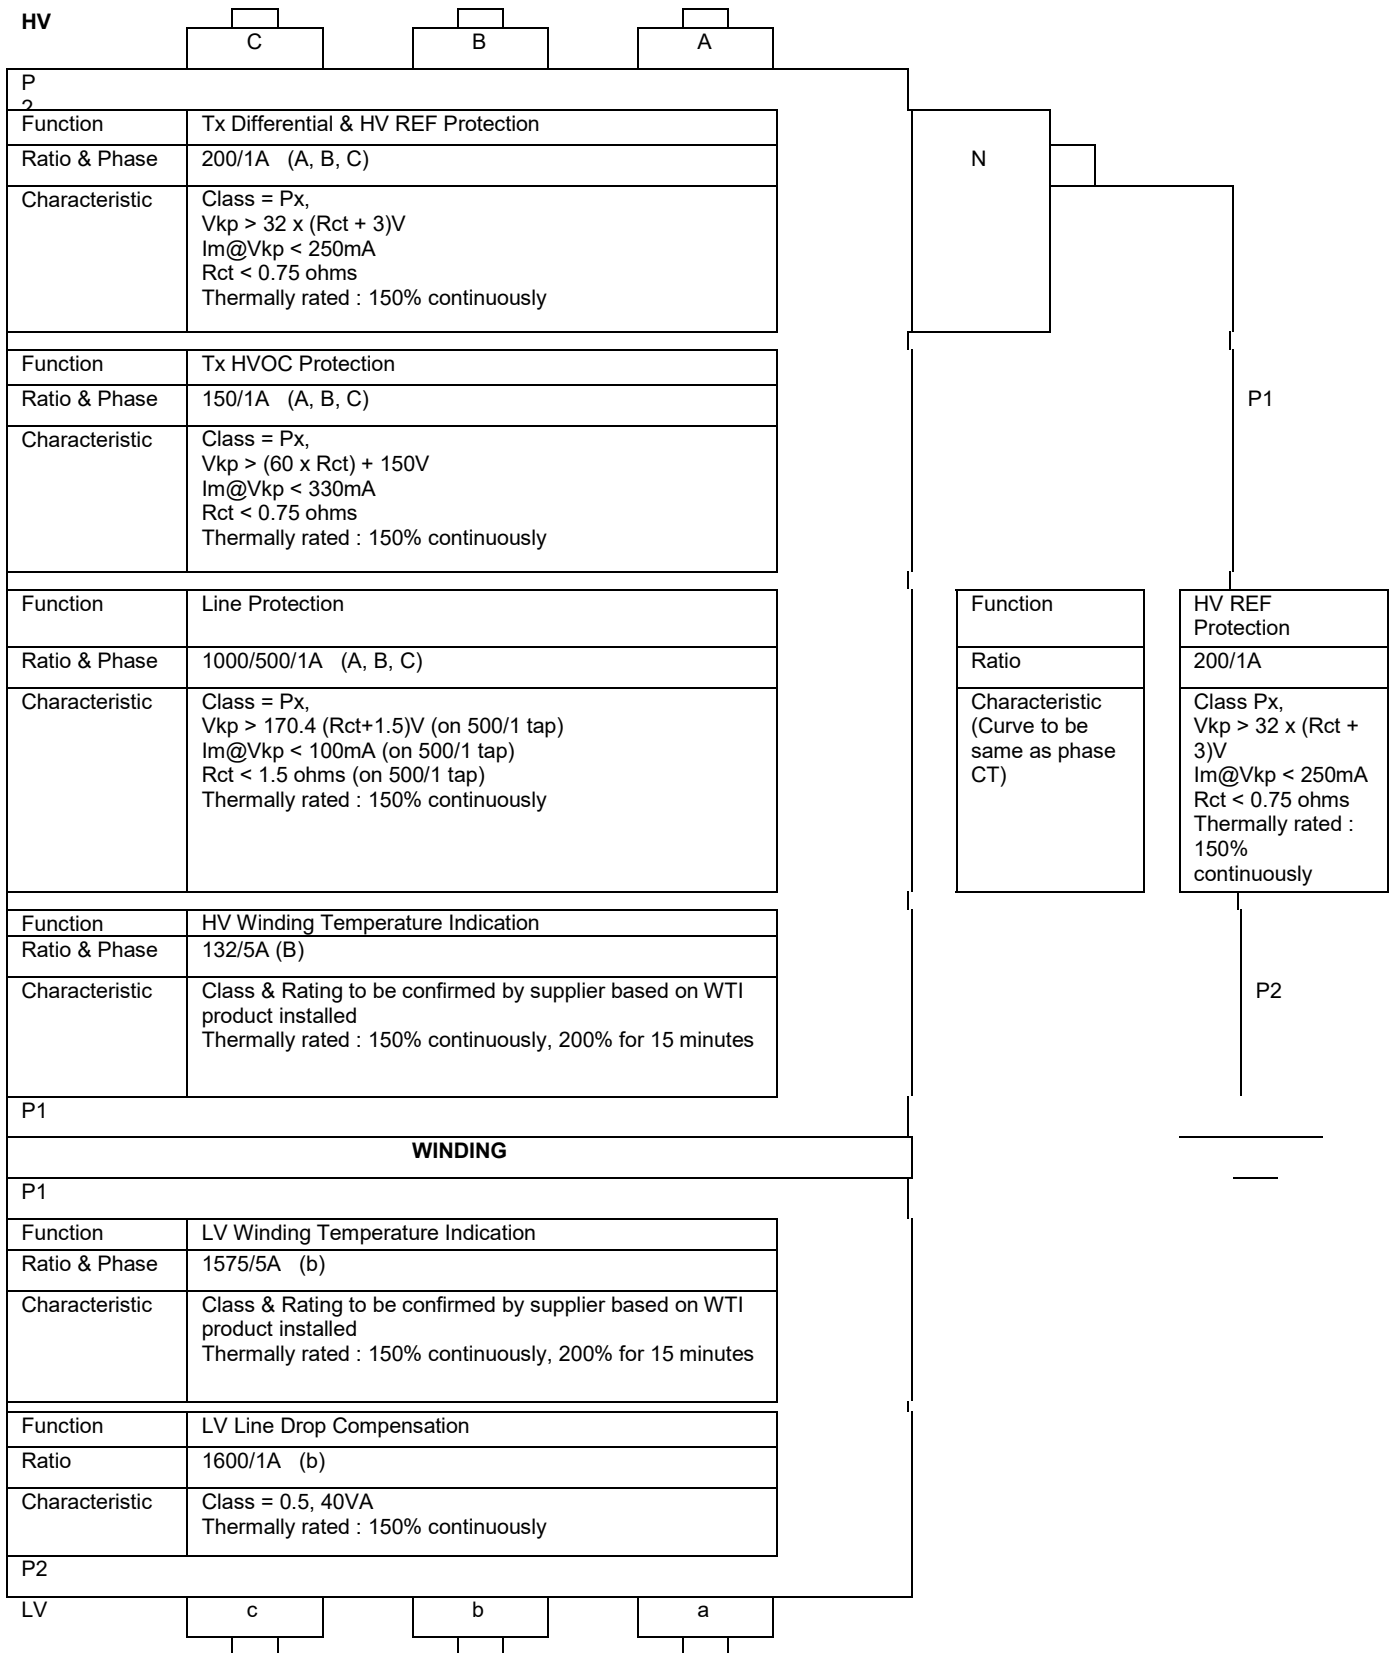 HV
C B A
P
2
Function Tx Differential & HV REF Protection
Ratio & Phase 200/1A (A, B, C)
N
Characteristic Class = Px,
Vkp > 32 x (Rct + 3)V
Im@Vkp < 250mA
Rct < 0.75 ohms
Thermally rated : 150% continuously
Function Tx HVOC Protection
Ratio & Phase 150/1A (A, B, C)
P1
Characteristic Class = Px,
Vkp > (60 x Rct) + 150V
Im@Vkp < 330mA
Rct < 0.75 ohms
Thermally rated : 150% continuously
Function Line Protection
Ratio & Phase 1000/500/1A (A, B, C)
Characteristic Class = Px,
Vkp > 170.4 (Rct+1.5)V (on 500/1 tap)
Im@Vkp < 100mA (on 500/1 tap)
Rct < 1.5 ohms (on 500/1 tap)
Thermally rated : 150% continuously
Function HV REF
Protection
Ratio 200/1A
Characteristic
(Curve to be
same as phase
CT)
Class Px,
Vkp > 32 x (Rct +
3)V
Im@Vkp < 250mA
Rct < 0.75 ohms
Thermally rated :
150%
continuously
Function HV Winding Temperature Indication
Ratio & Phase 132/5A (B)
Characteristic Class & Rating to be confirmed by supplier based on WTI
product installed
Thermally rated : 150% continuously, 200% for 15 minutes
P2
P1
WINDING
P1
Function LV Winding Temperature Indication
Ratio & Phase 1575/5A (b)
Characteristic Class & Rating to be confirmed by supplier based on WTI
product installed
Thermally rated : 150% continuously, 200% for 15 minutes
Function LV Line Drop Compensation
Ratio 1600/1A (b)
Characteristic Class = 0.5, 40VA
Thermally rated : 150% continuously
P2
LV c b a